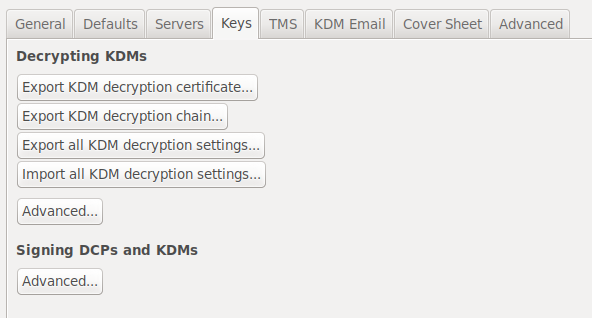 General Defaults Servers Keys TMS KDM Email Cover Sheet Advanced
Decrypting KDMs
Export KDM decryption certificate...
Export KDM decryption chain...
Export all KDM decryption settings...
Import all KDM decryption settings...
Advanced...
Signing DCPs and KDMs
Advanced...